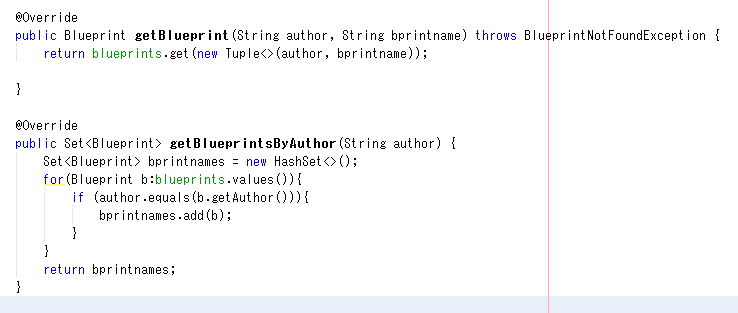 @Override
public Blueprint getBlueprint(String author, String bprintname) throws BlueprintNotFoundException {
    return blueprints.get(new Tuple<>(author, bprintname));
}
@Override
public Set<Blueprint> getBlueprintsByAuthor(String author) {
    Set<Blueprint> bprintnames = new HashSet<>();
    for(Blueprint b:blueprints.values()){
        if (author.equals(b.getAuthor())){
            bprintnames.add(b);
        }
    }
    return bprintnames;
}